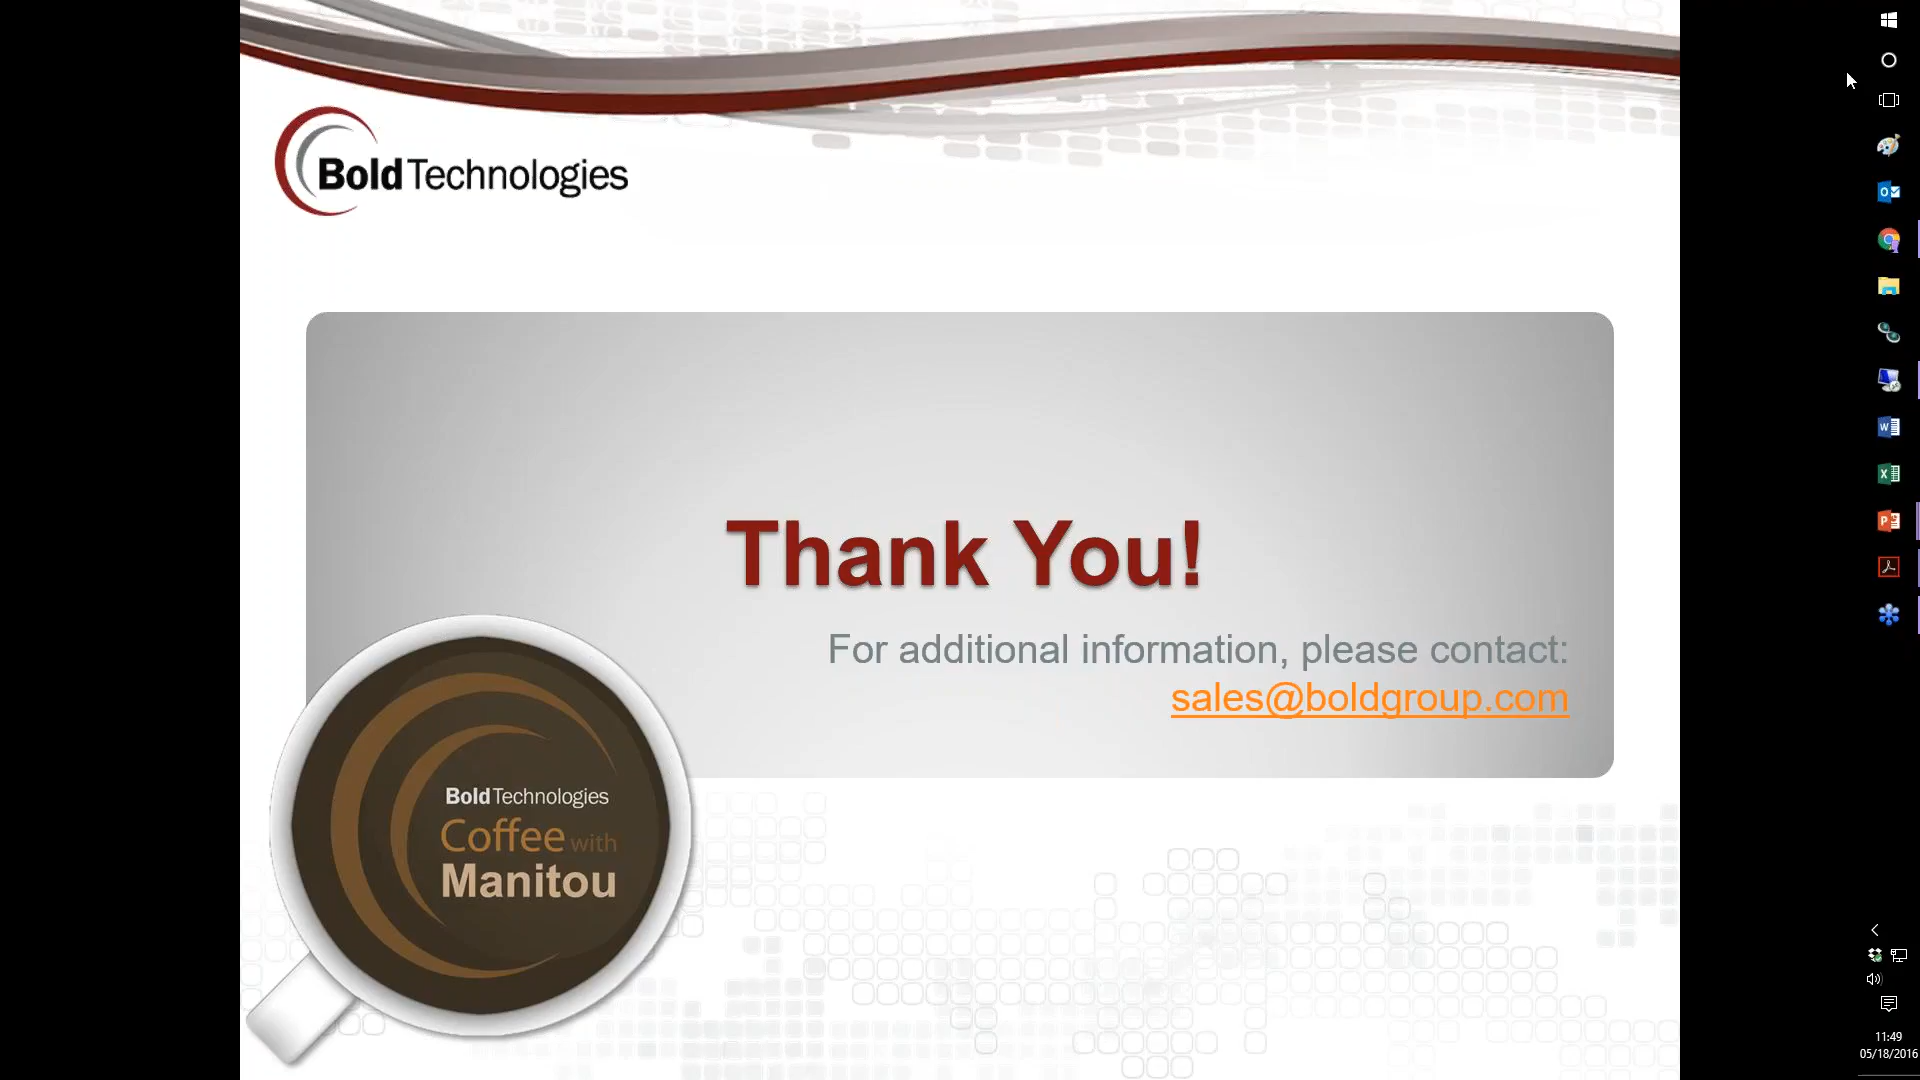 Bold Technologies
Thank You!
For additional information, please contact:
sales@boldgroup.com
Bold Technologies
Coffee with
Manitou
11:49
05/18/2016